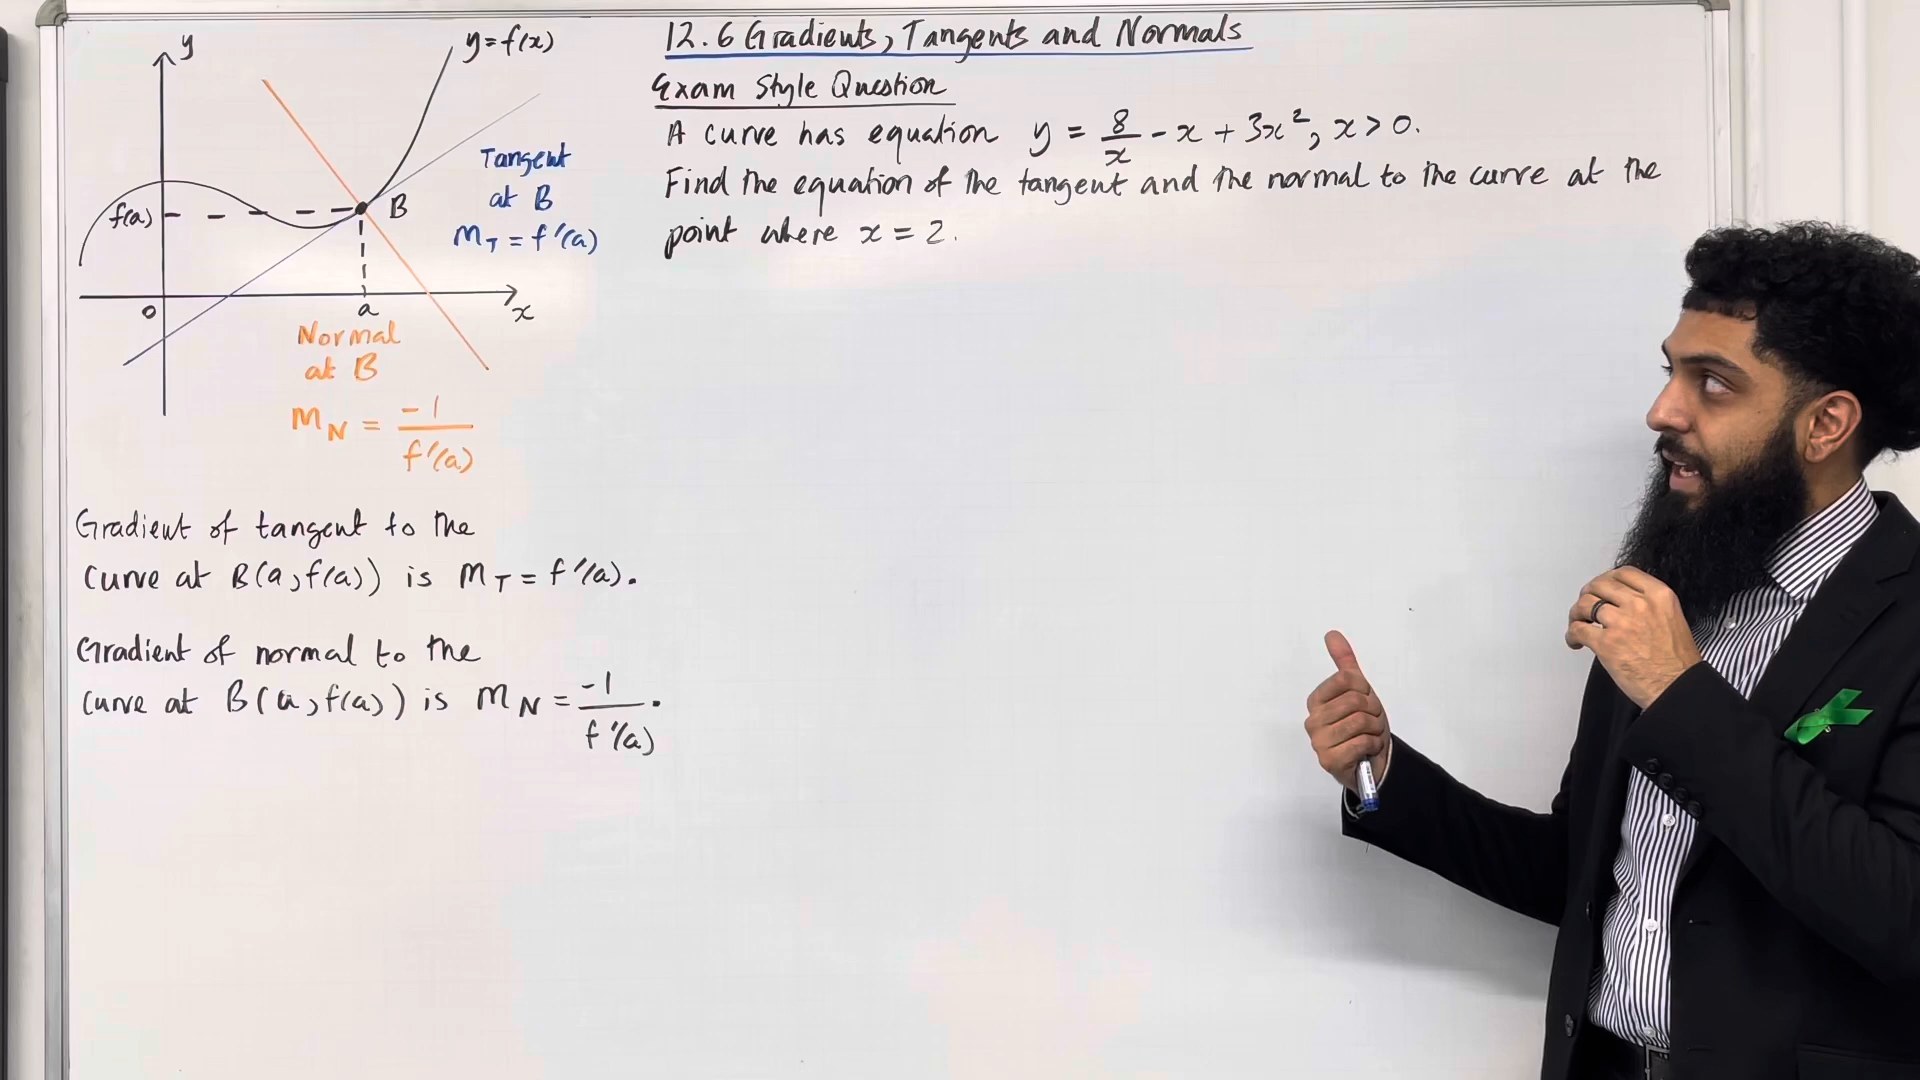 12.6 Gradients, Tangents and Normals
Exam Style Question
A curve has equation y = 8/x - x + 3x², x > 0.
Find the equation of the tangent and the normal to the curve at the
point where x = 2.
y
y = f(x)
Tangent
at B
M_T = f'(a)
f(a)
B
0
a
x
Normal
at B
M_N = -1/f'(a)
Gradient of tangent to the
curve at B(a, f(a)) is M_T = f'(a).
Gradient of normal to the
curve at B(a, f(a)) is M_N = -1/f'(a).